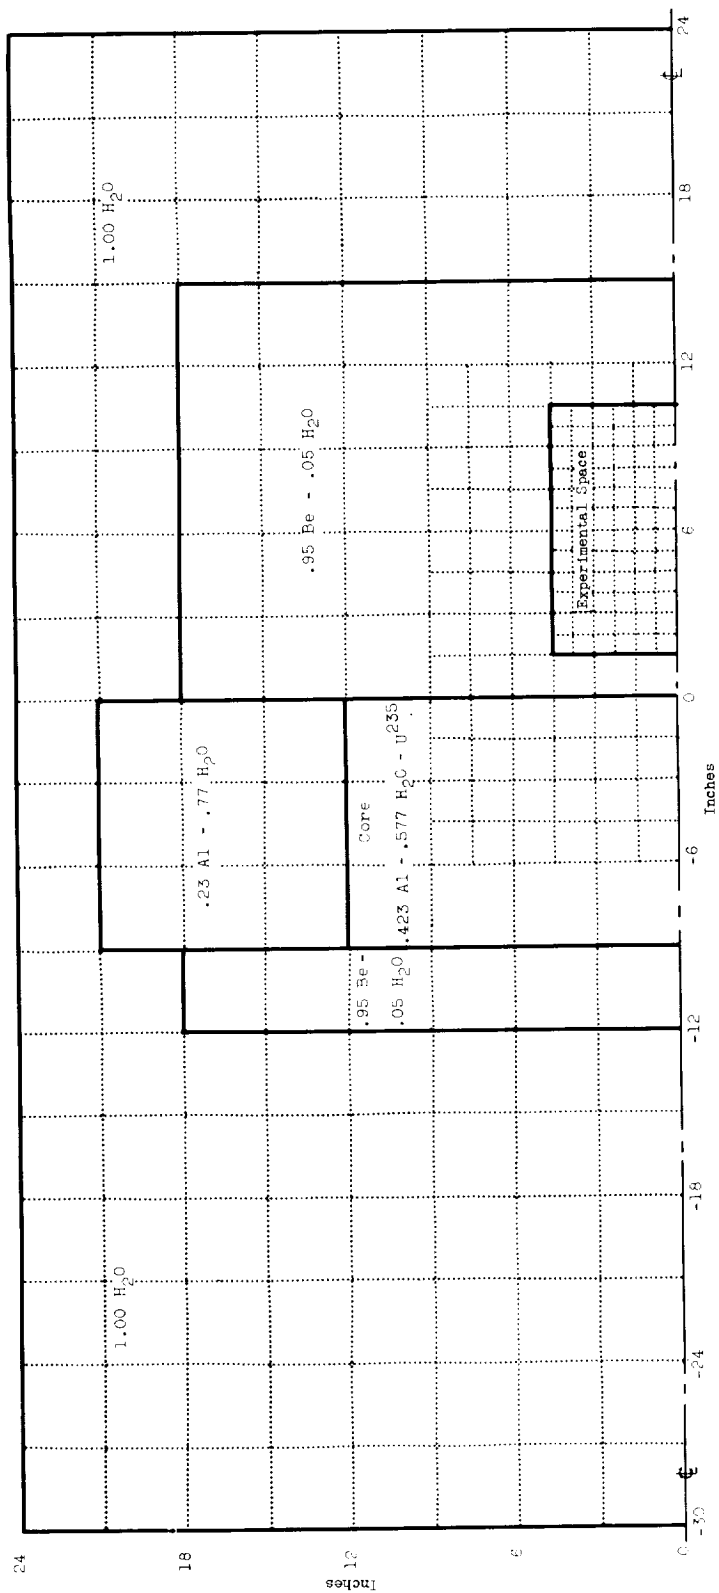 24
18
12
6
0
Inches
1.00 H2O
.23 Al - .77 H2O
1.00 H2O
.95 Be - .05 H2O
.95 Be -
.05 H2O
Core
.423 Al - .577 H2O - U235
Experimental Space
-30
-24
-18
-12
-6
0
6
12
18
24
℄
℄
Inches